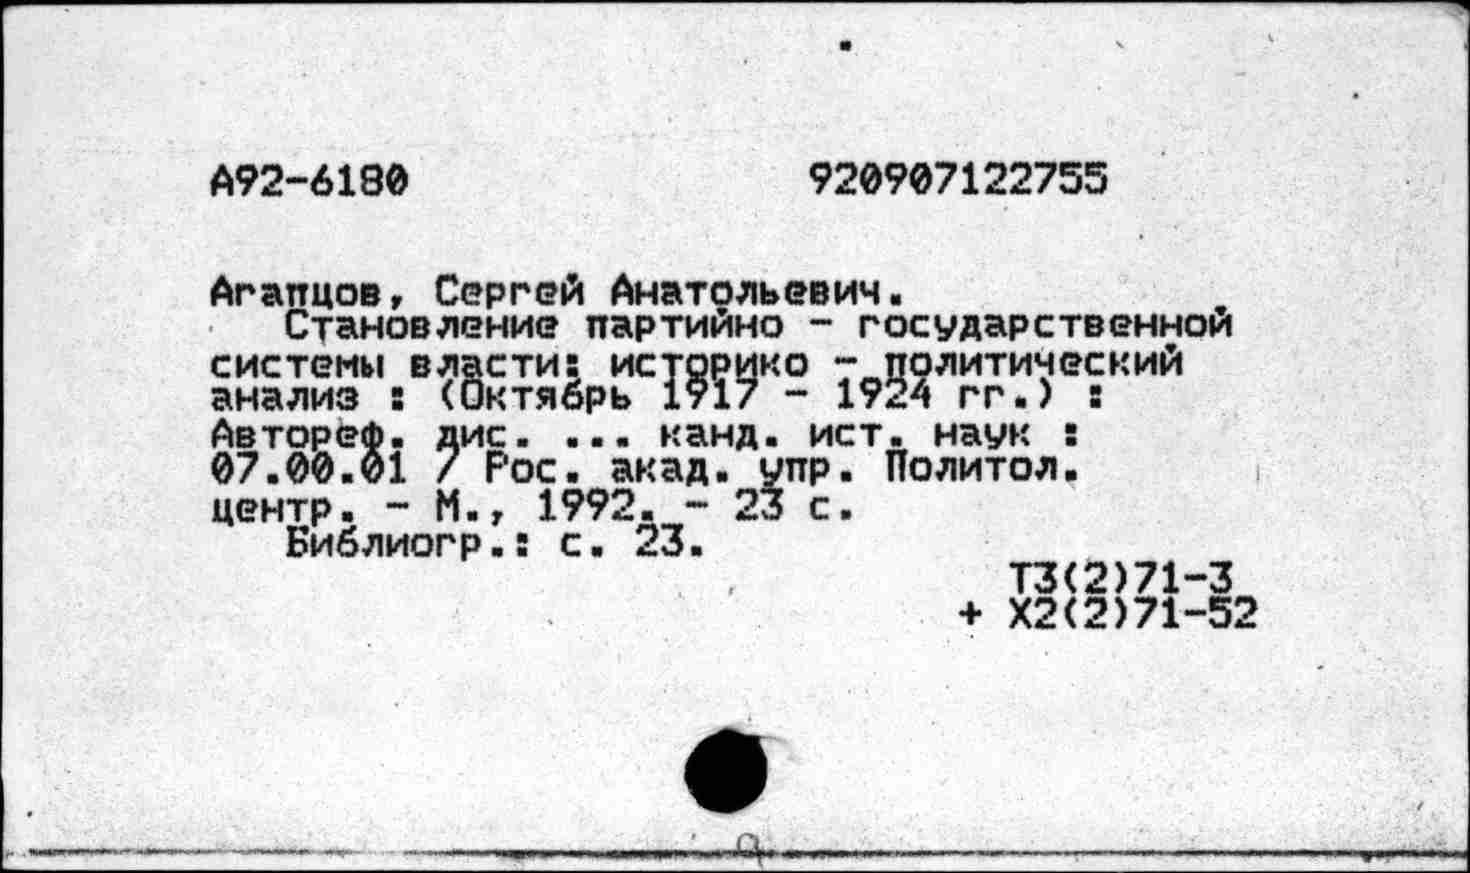 А92-6180 920907122755
Агапцов, Сергей Анатольевич.
Становление партийно - государственной
системы власти: историко - политический
анализ : (Октябрь 1917 - 1924 гг.) :
Автореф. дис. ... канд. ист. наук :
07.00.01 / Рос. акад. упр. Политол.
центр. - М., 1992. - 23 с.
Библиогр.: с. 23.
Т3(2)71-3
+ Х2(2)71-52